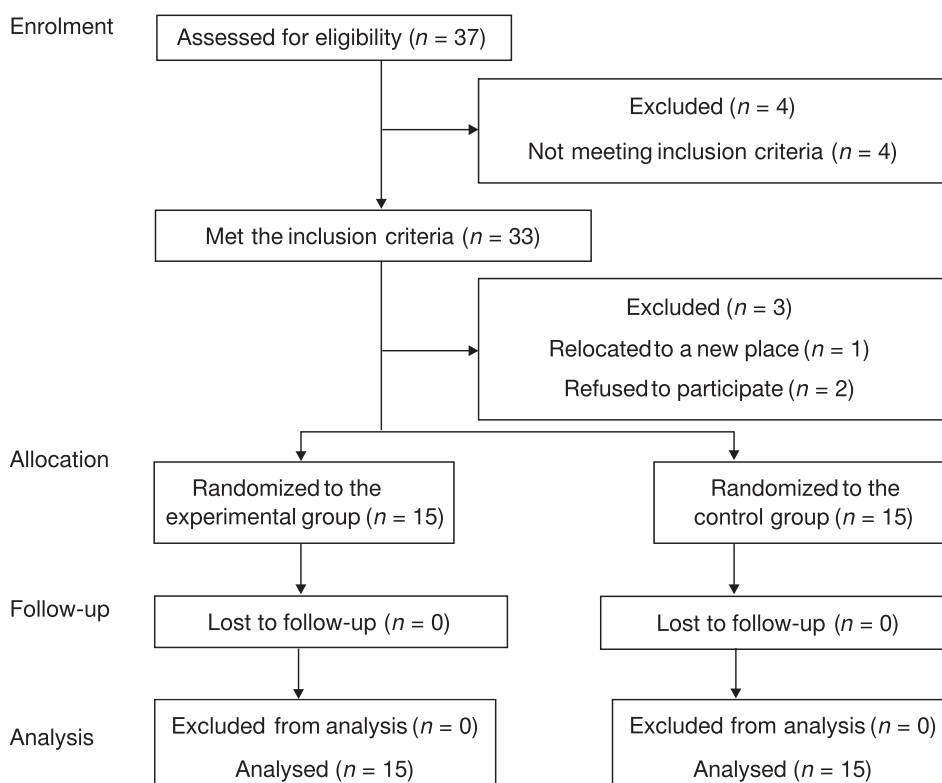 Enrolment
Assessed for eligibility (n = 37)
Excluded (n = 4)
Not meeting inclusion criteria (n = 4)
Met the inclusion criteria (n = 33)
Excluded (n = 3)
Relocated to a new place (n = 1)
Refused to participate (n = 2)
Allocation
Randomized to the
experimental group (n = 15)
Randomized to the
control group (n = 15)
Follow-up
Lost to follow-up (n = 0)
Lost to follow-up (n = 0)
Analysis
Excluded from analysis (n = 0)
Analysed (n = 15)
Excluded from analysis (n = 0)
Analysed (n = 15)